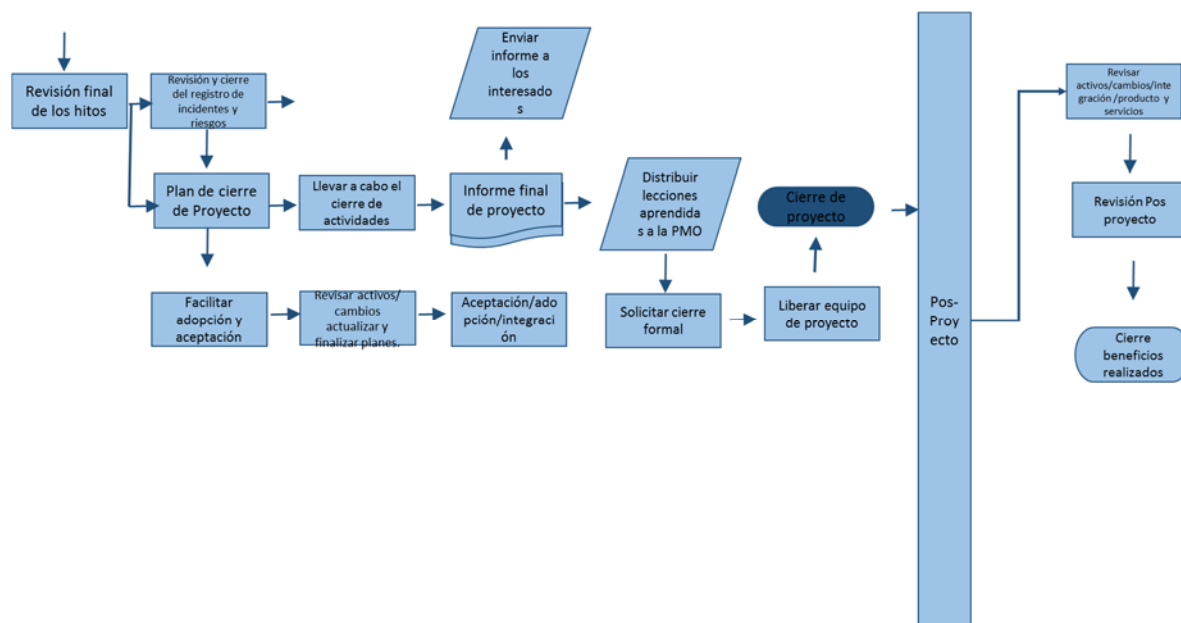 Enviar
informe a
los
interesado
s
Revisión final
de los hitos
Revisión y cierre
del registro de
incidentes y
riesgos
Revisar
activos/cambios/inte
gración /producto y
servicios
Plan de cierre
de Proyecto
Llevar a cabo el
cierre de
actividades
Informe final
de proyecto
Distribuir
lecciones
aprendida
s a la PMO
Cierre de
proyecto
Revisión Pos
proyecto
Facilitar
adopción y
aceptación
Revisar activos/
cambios
actualizar y
finalizar planes.
Aceptación/ado
pción/integraci
ón
Solicitar cierre
formal
Liberar equipo
de proyecto
Pos-
Proy
ecto
Cierre
beneficios
realizados